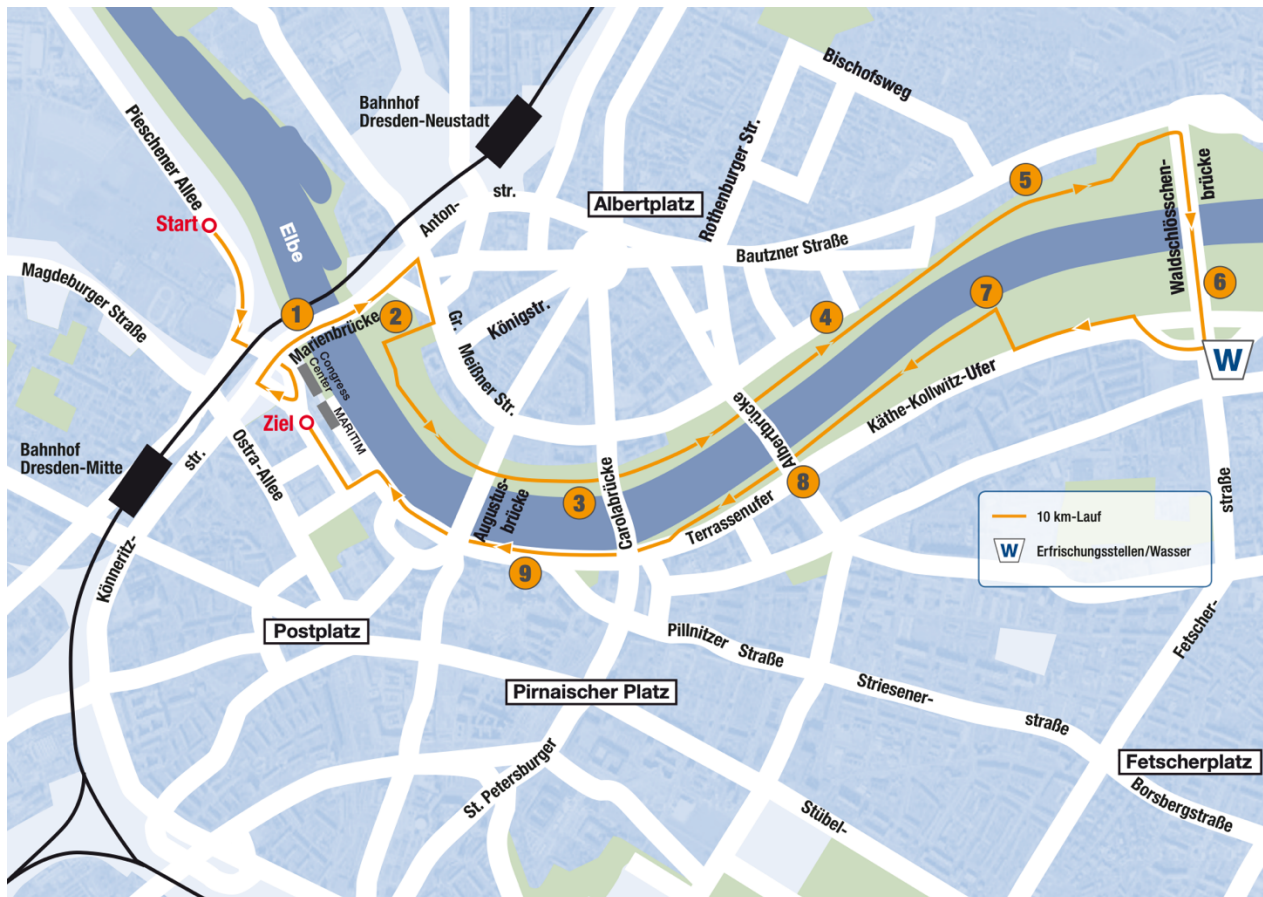 Bischofsweg
Bahnhof
Dresden-Neustadt
Pieschener Allee
Rothenburger Str.
5
Waldschlösschen-
brücke
Start
Elbe
Anton-
str.
Albertplatz
Bautzner Straße
Magdeburger Straße
1
Marienbrücke
2
Gr.
Meißner Str.
Königstr.
4
7
6
W
Congress
Center
MARITIM
Ziel
Käthe-Kollwitz-Ufer
Albertbrücke
Bahnhof
Dresden-Mitte
str.
Ostra-Allee
Augustus-
brücke
3
Carolabrücke
8
Terrassenufer
straße
10 km-Lauf
W
Erfrischungsstellen/Wasser
9
Könneritz-
Postplatz
Pillnitzer Straße
Fetscher-
Pirnaischer Platz
Striesener-
straße
Fetscherplatz
St. Petersburger
Stübel-
Borsbergstraße